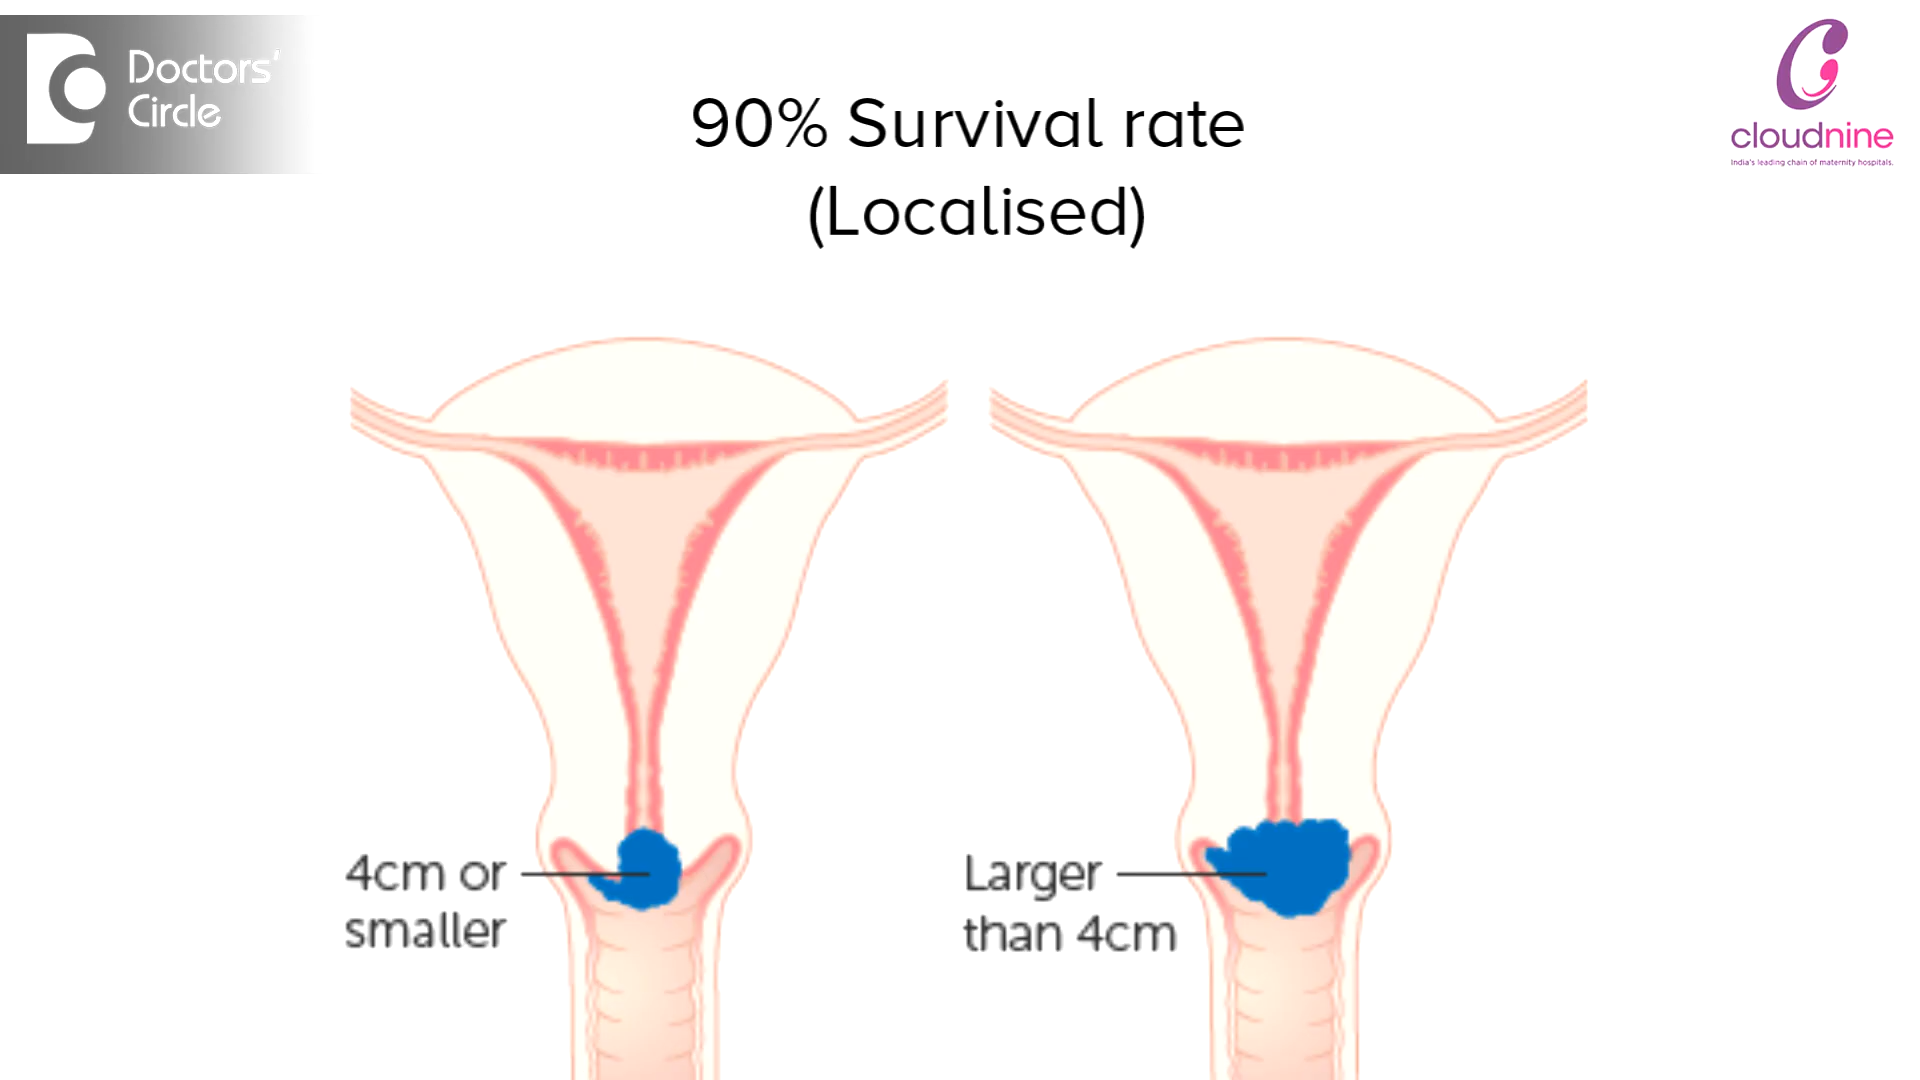 Doctors'
Circle
90% Survival rate
(Localised)
cloudnine
India's leading chain of maternity hospitals.
4cm or
smaller
Larger
than 4cm